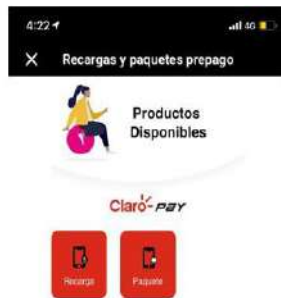 4:22
4G
X Recargas y paquetes prepago
Productos
Disponibles
Claro-pay
Recarga Paquete